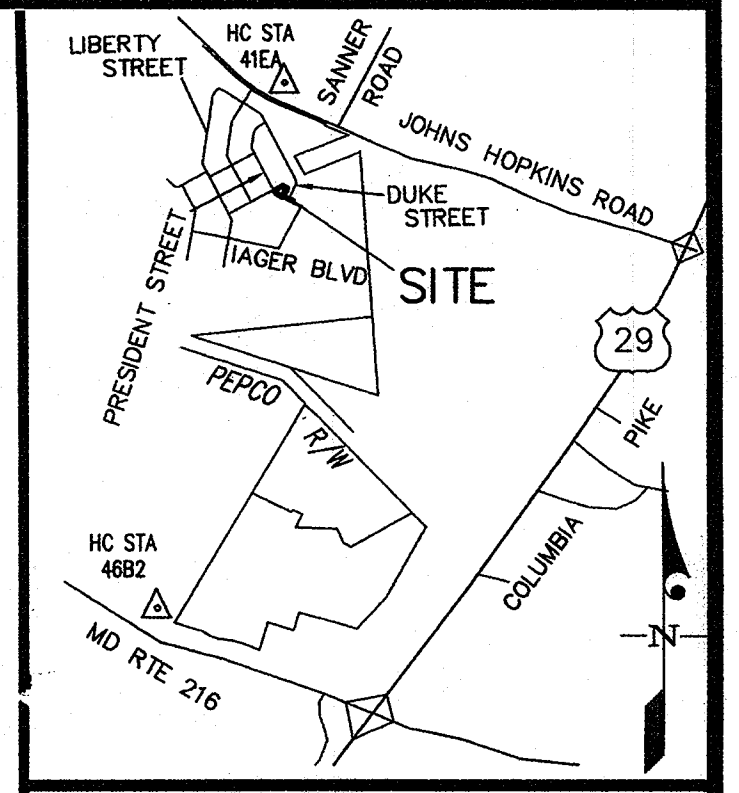 LIBERTY
STREET
HC STA
41EA
SANNER
ROAD
JOHNS HOPKINS ROAD
DUKE
STREET
PRESIDENT STREET
IAGER BLVD
SITE
29
PEPCO
R/W
PIKE
COLUMBIA
HC STA
46B2
MD RTE 216
N